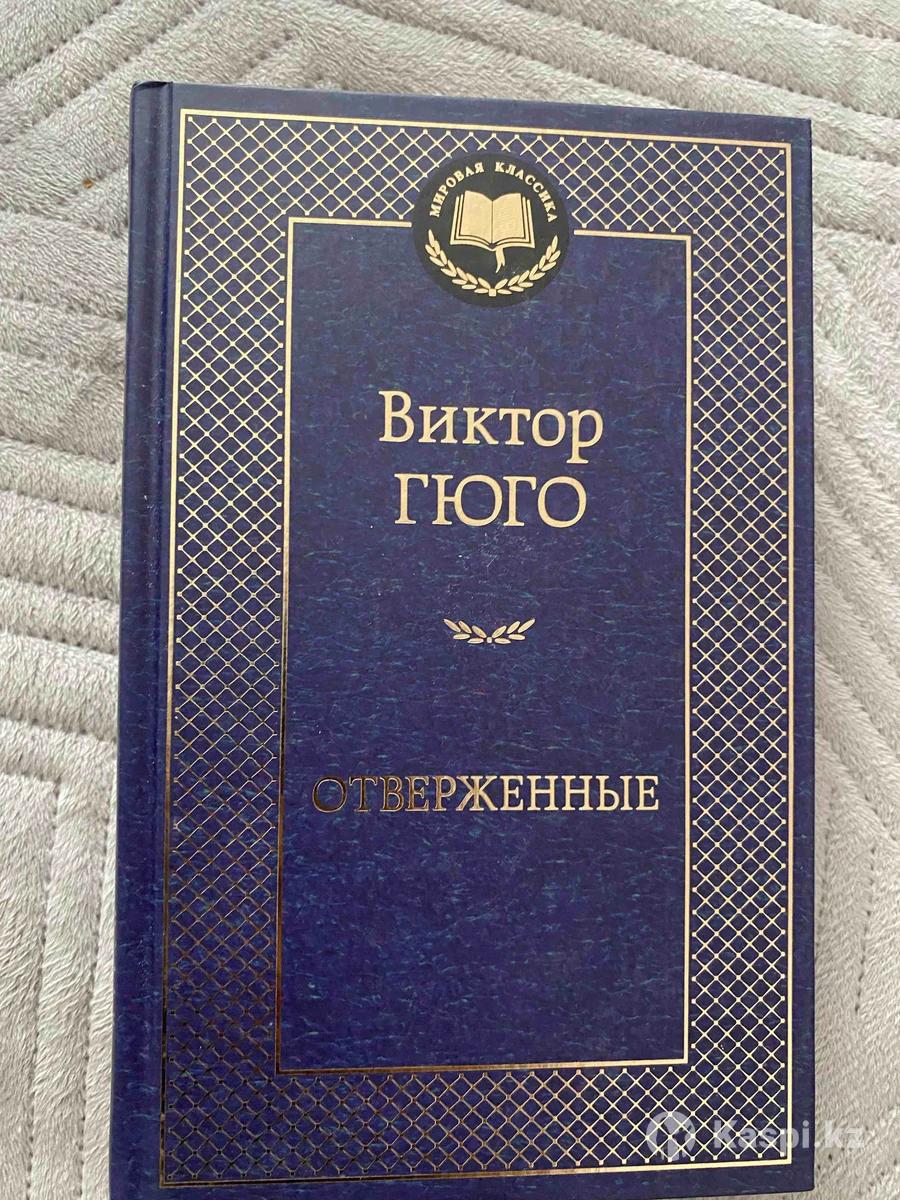 МИРОВАЯ КЛАССИКА
Виктор
ГЮГО
ОТВЕРЖЕННЫЕ
Kaspi.kz